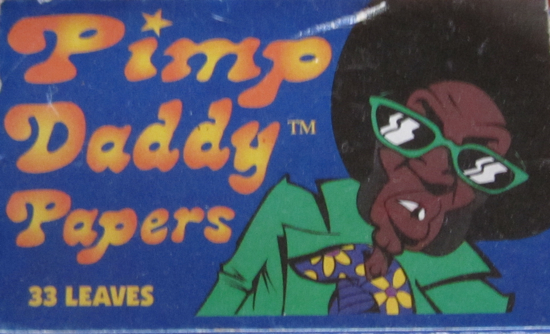 Pimp
Daddy™
Papers
33 LEAVES